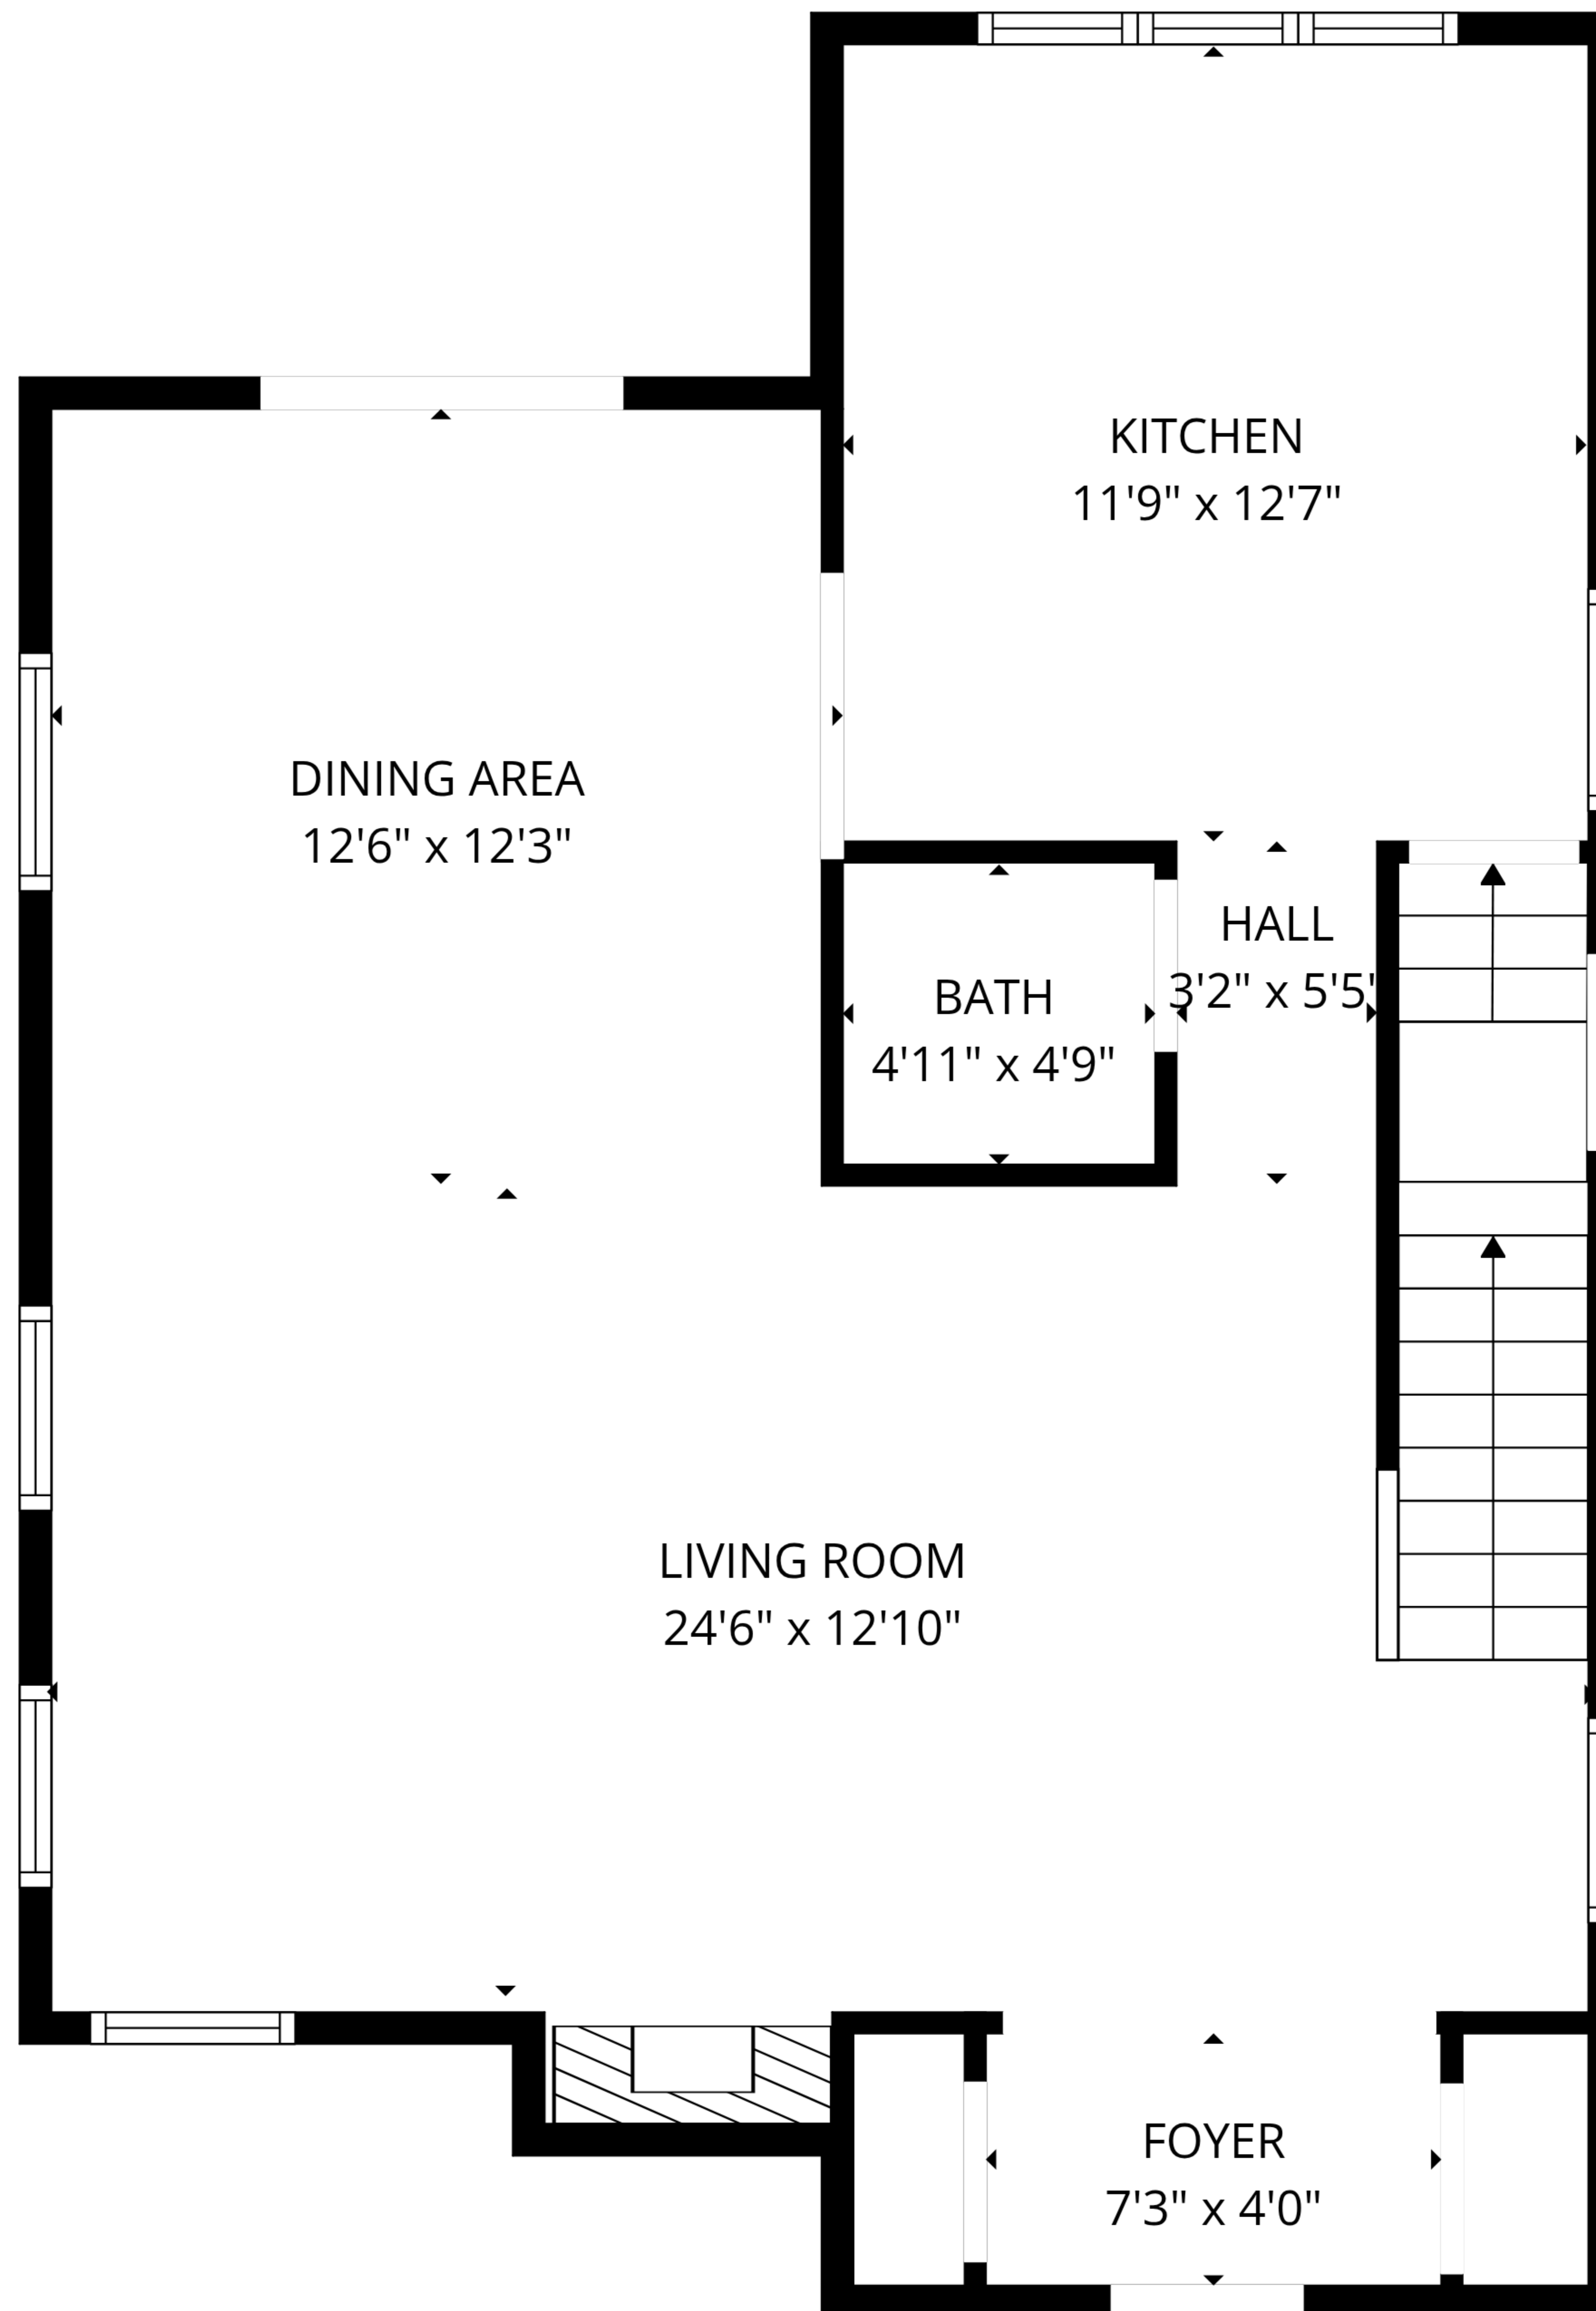 KITCHEN
11'9" x 12'7"
DINING AREA
12'6" x 12'3"
HALL
3'2" x 5'5"
BATH
4'11" x 4'9"
LIVING ROOM
24'6" x 12'10"
FOYER
7'3" x 4'0"